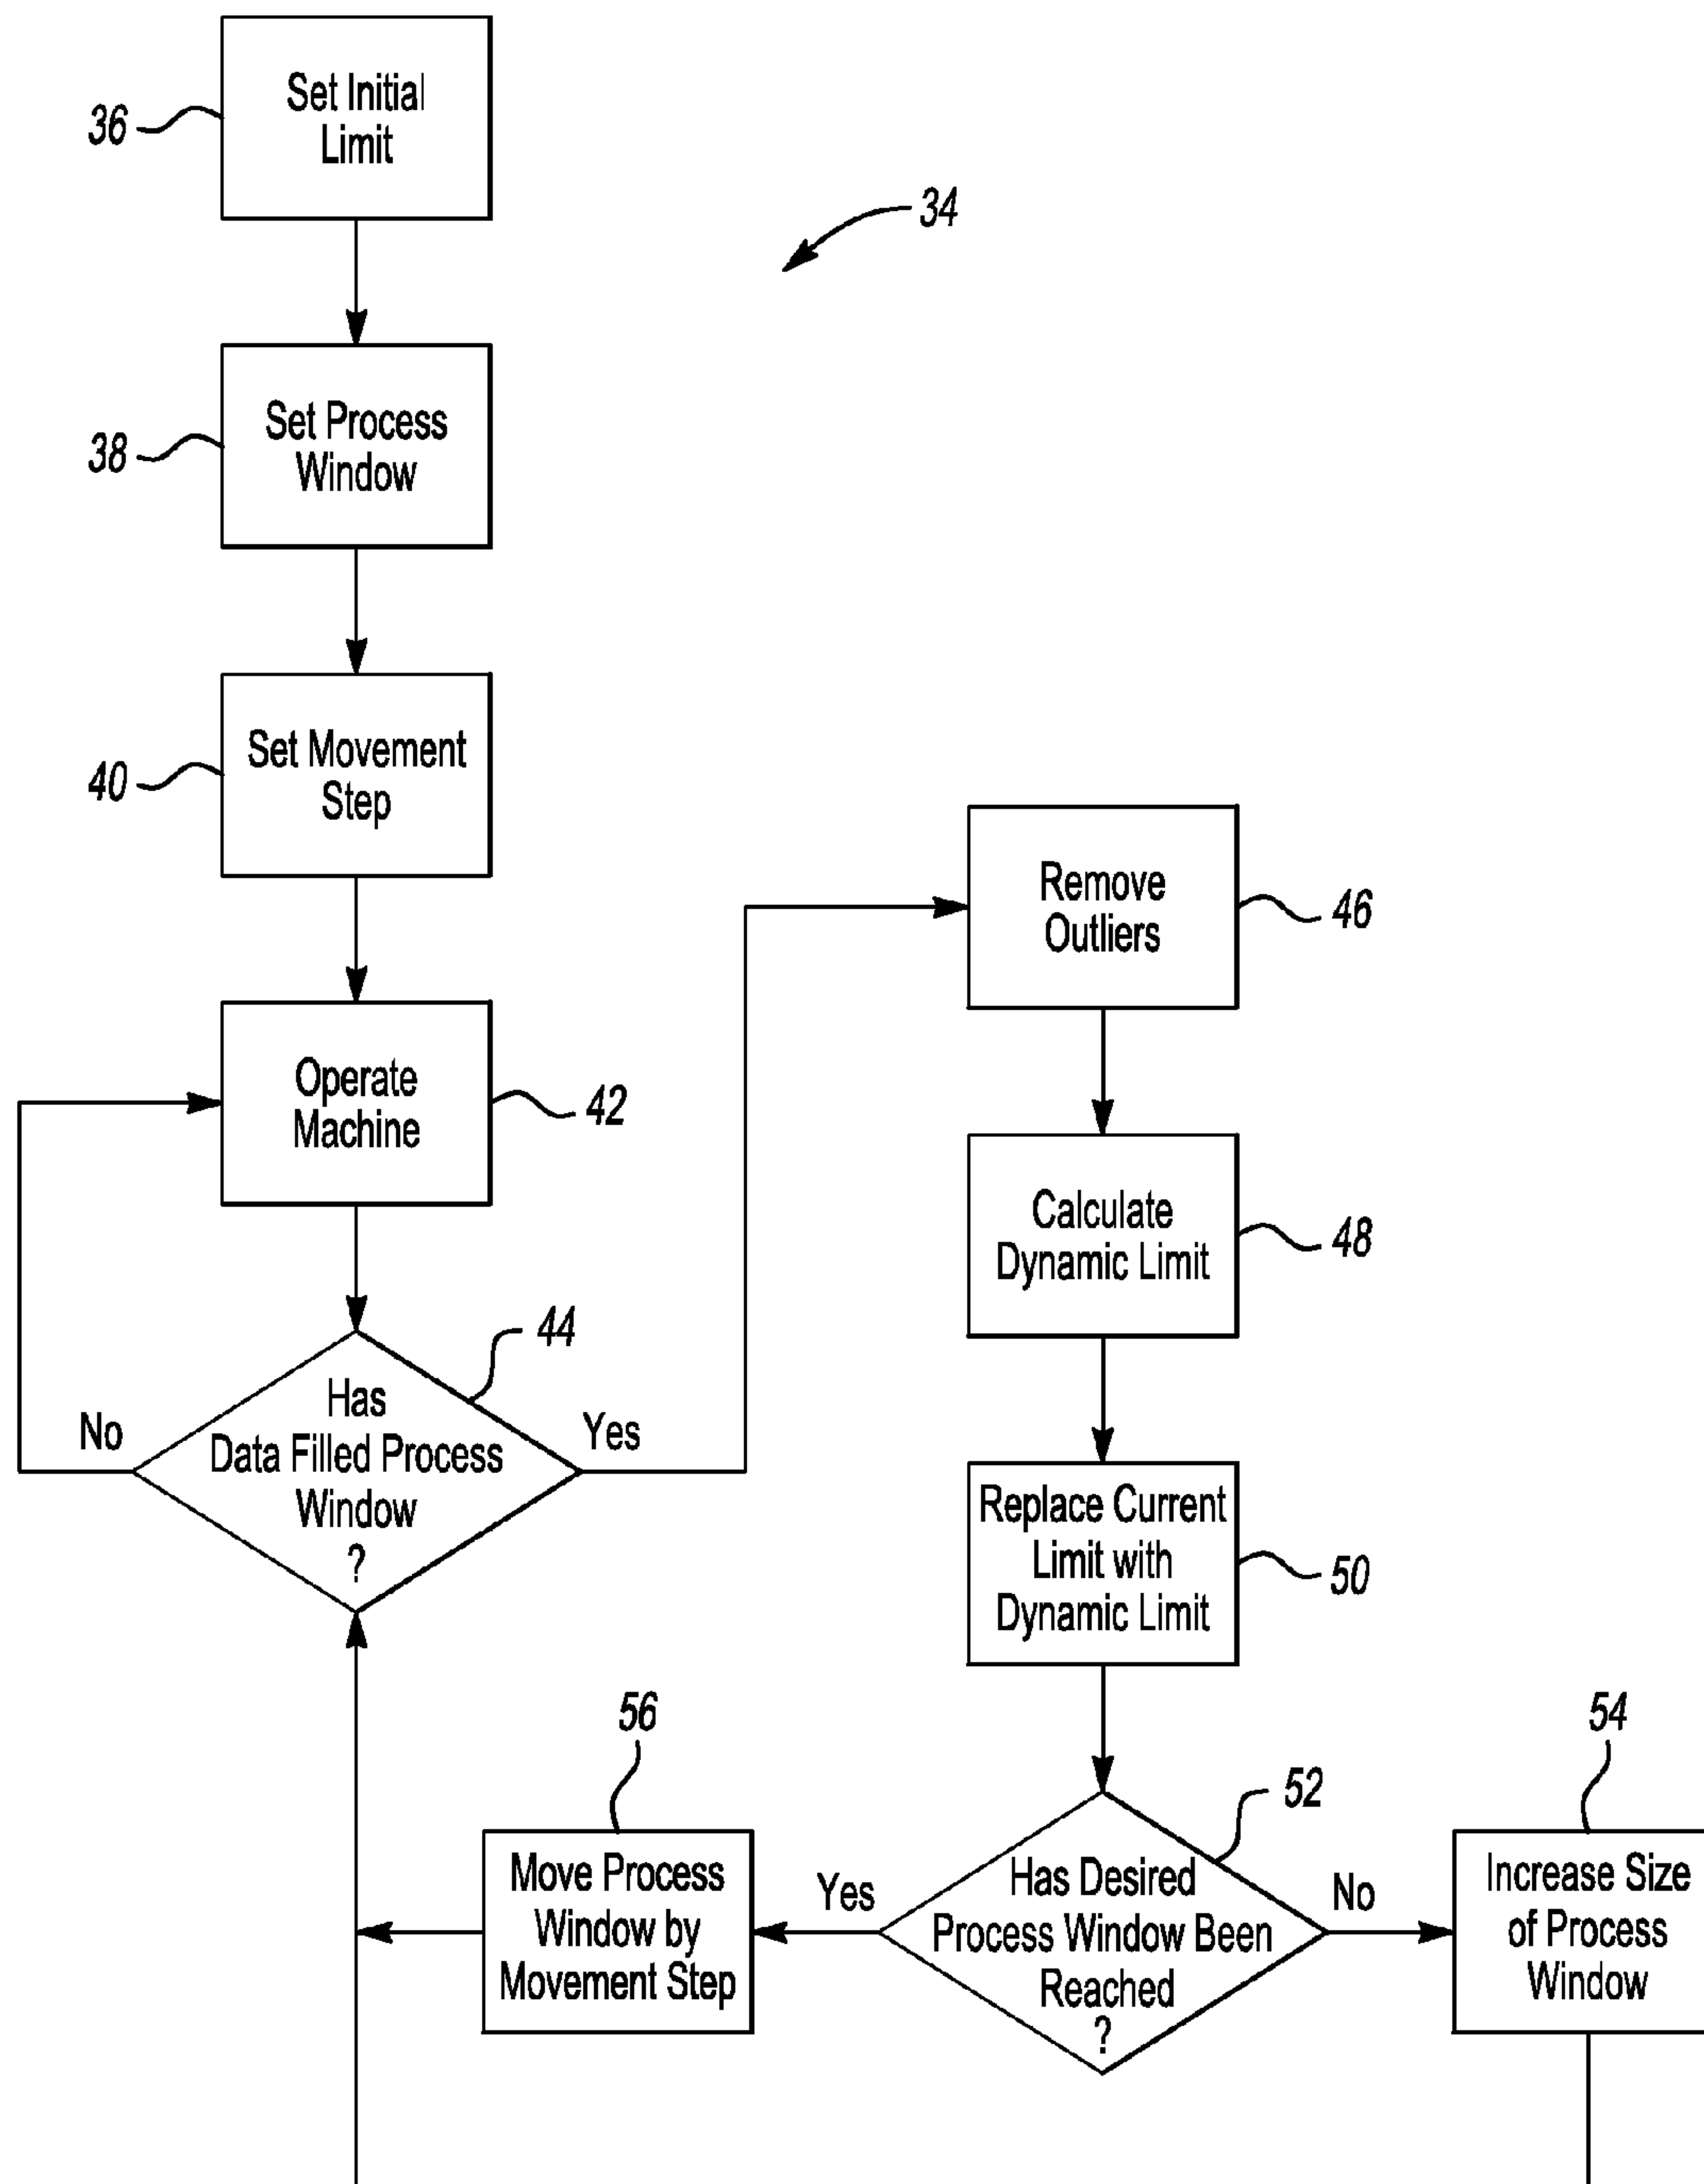 Set Initial
Limit
36
34
Set Process
Window
38
Set Movement
Step
40
Operate
Machine
42
Has
Data Filled Process
Window
?
44
No
Yes
Remove
Outliers
46
Calculate
Dynamic Limit
48
Replace Current
Limit with
Dynamic Limit
50
Has Desired
Process Window Been
Reached
?
52
Yes
No
56
Move Process
Window by
Movement Step
54
Increase Size
of Process
Window